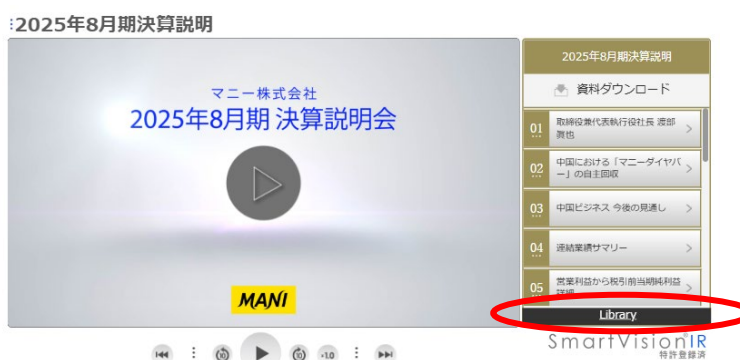 2025年8月期決算説明
マニー株式会社
2025年8月期 決算説明会
MANI
10
10
×1.0
2025年8月期決算説明
資料ダウンロード
01 取締役兼代表執行役社長 渡部
眞也
02 中国における「マニーダイヤバ
ー」の自主回収
03 中国ビジネス 今後の見通し
04 連結業績サマリー
05 営業利益から税引前当期純利益
詳細
Library
SmartVision®IR
特許登録済